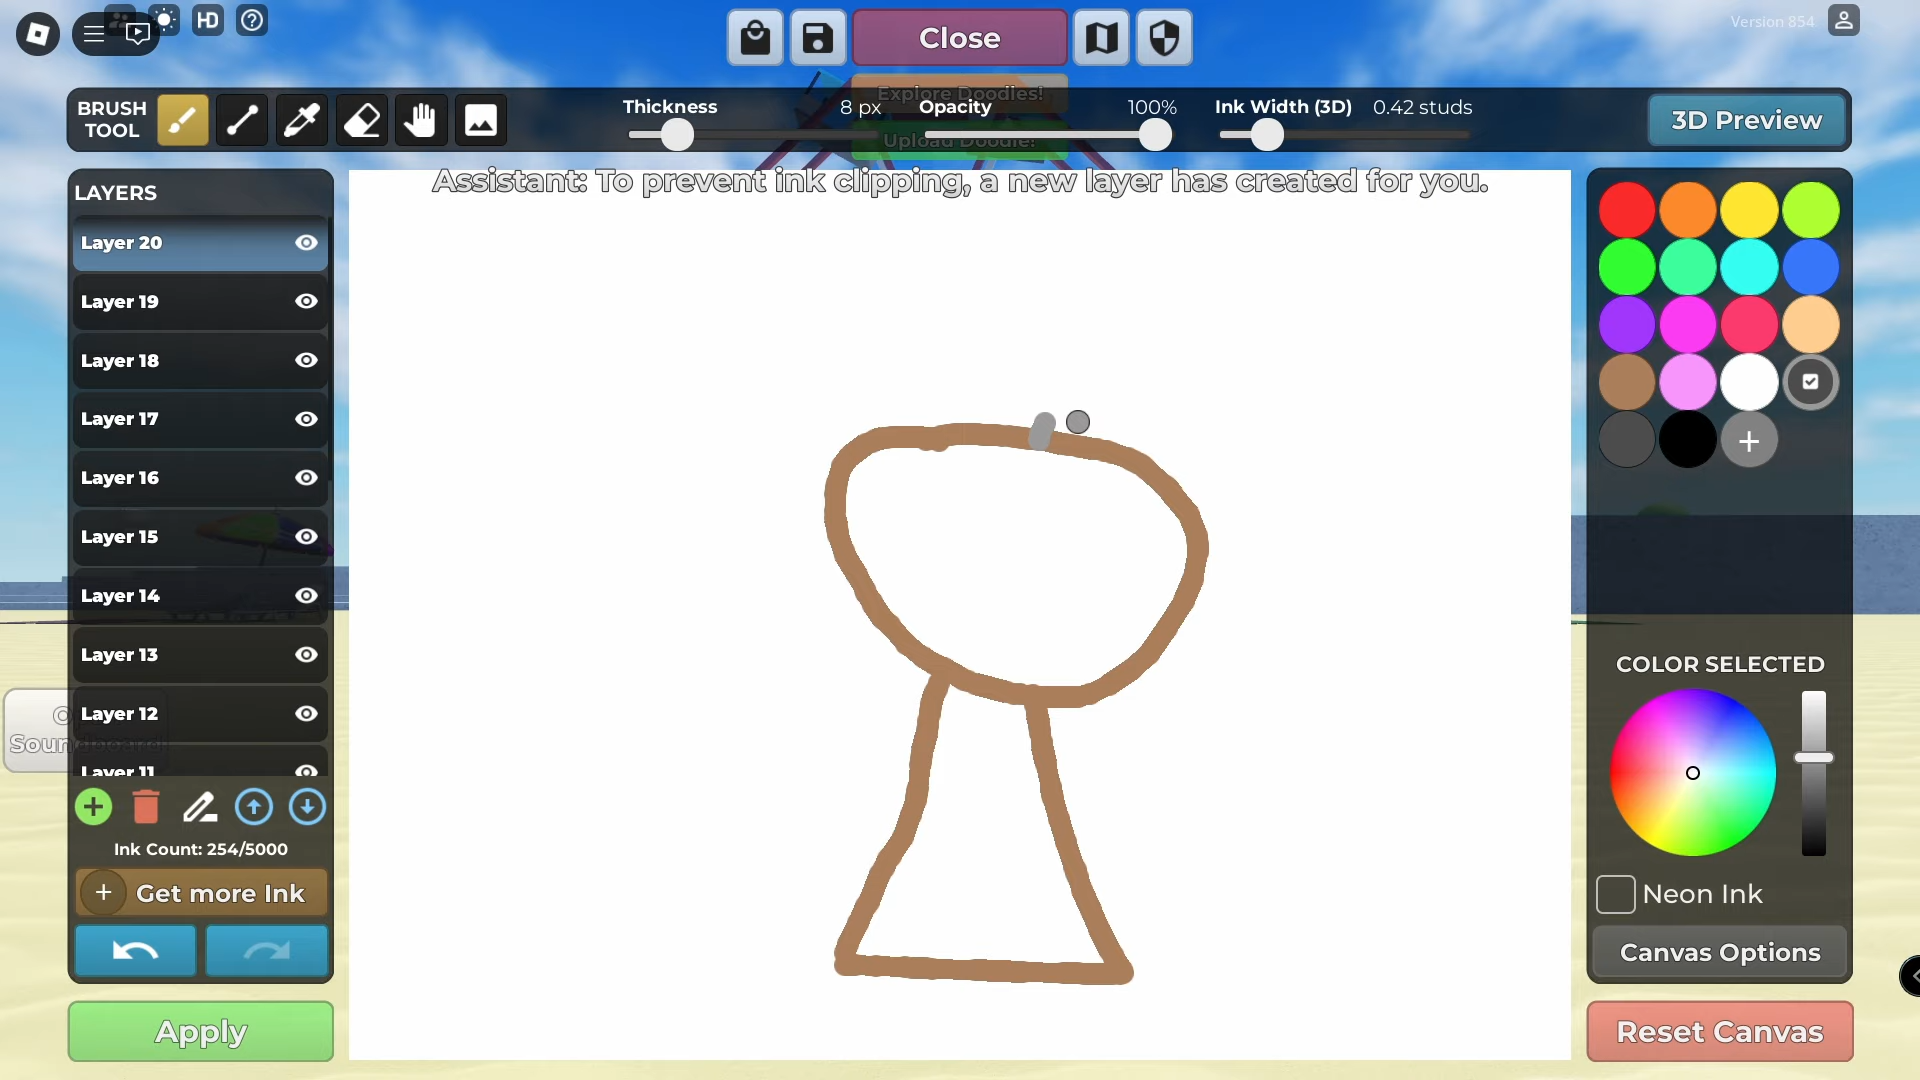 HD
Close
Version 854
Explore Doodles!
BRUSH
TOOL
Thickness
8 px
Opacity
100%
Ink Width (3D)
0.42 studs
3D Preview
Upload Doodle!
Assistant: To prevent ink clipping, a new layer has created for you.
LAYERS
Layer 20
Layer 19
Layer 18
Layer 17
Layer 16
Layer 15
Layer 14
Layer 13
Layer 12
Layer 11
Ink Count: 254/5000
Get more Ink
Apply
COLOR SELECTED
Neon Ink
Canvas Options
Reset Canvas